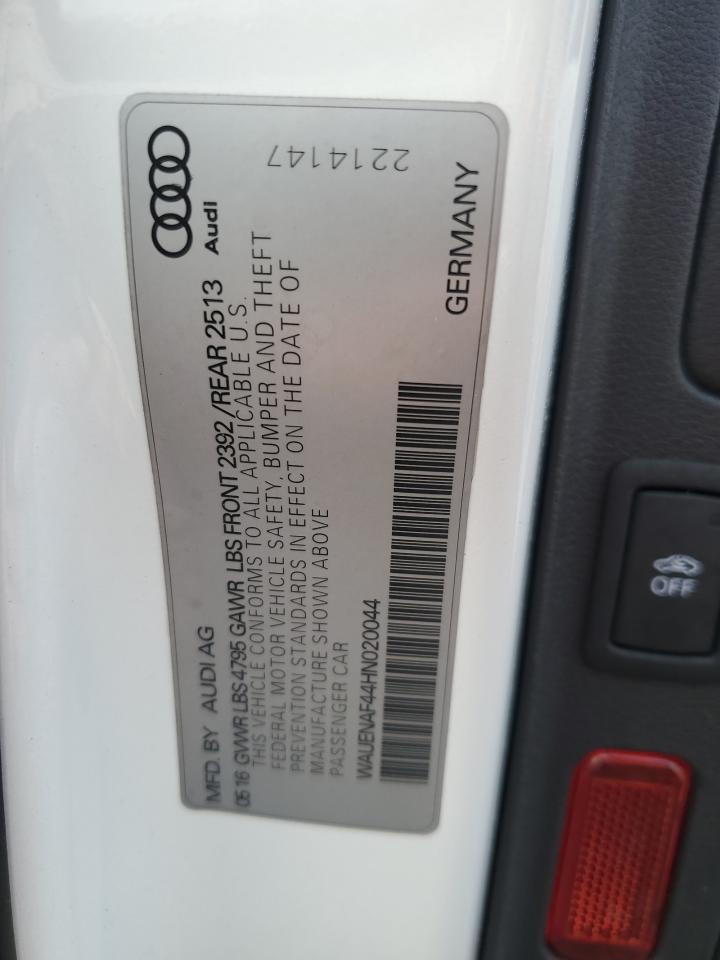 MFD. BY AUDI AG
Audi
05 16 GVWR LBS 4795 GAWR LBS FRONT 2392 / REAR 2513
THIS VEHICLE CONFORMS TO ALL APPLICABLE U.S.
FEDERAL MOTOR VEHICLE SAFETY, BUMPER AND THEFT
PREVENTION STANDARDS IN EFFECT ON THE DATE OF
MANUFACTURE SHOWN ABOVE
PASSENGER CAR
WAUENAF44HN020044
GERMANY
2214147
OFF